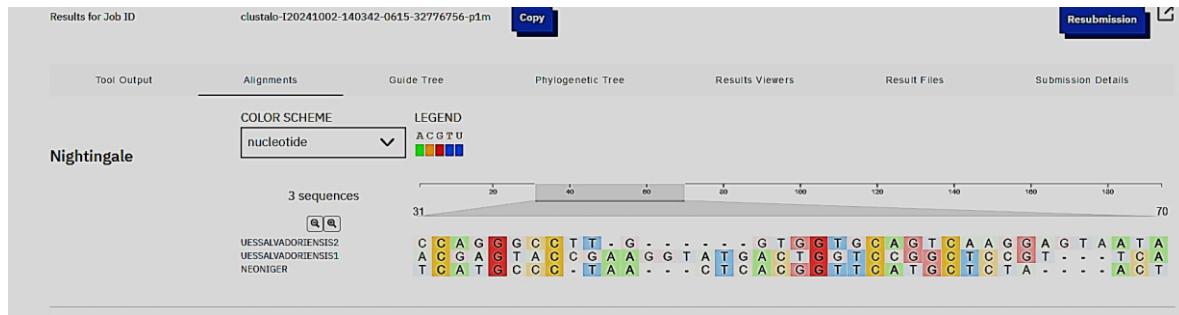 Results for Job ID clustalo-I20241002-140342-0615-32776756-p1m Copy Resubmission
Tool Output Alignments Guide Tree Phylogenetic Tree Results Viewers Result Files Submission Details
COLOR SCHEME LEGEND
nucleotide A C G T U
Nightingale
3 sequences 20 40 60 80 100 120 140 160 180
31 70
UESSALVADORIENSIS2 C C A G G G C C T T - G - - - - - - G T G G T G C A G T C A A G G A G T A A T A
UESSALVADORIENSIS1 A C G A G T A C C G A A G G T A T G A C T G G T C C G G C T C C G T - - - T C A
NEONIGER T C A T G C C C - T A A - - - C T C A C G G T T C A T G C T C T A - - - - A C T